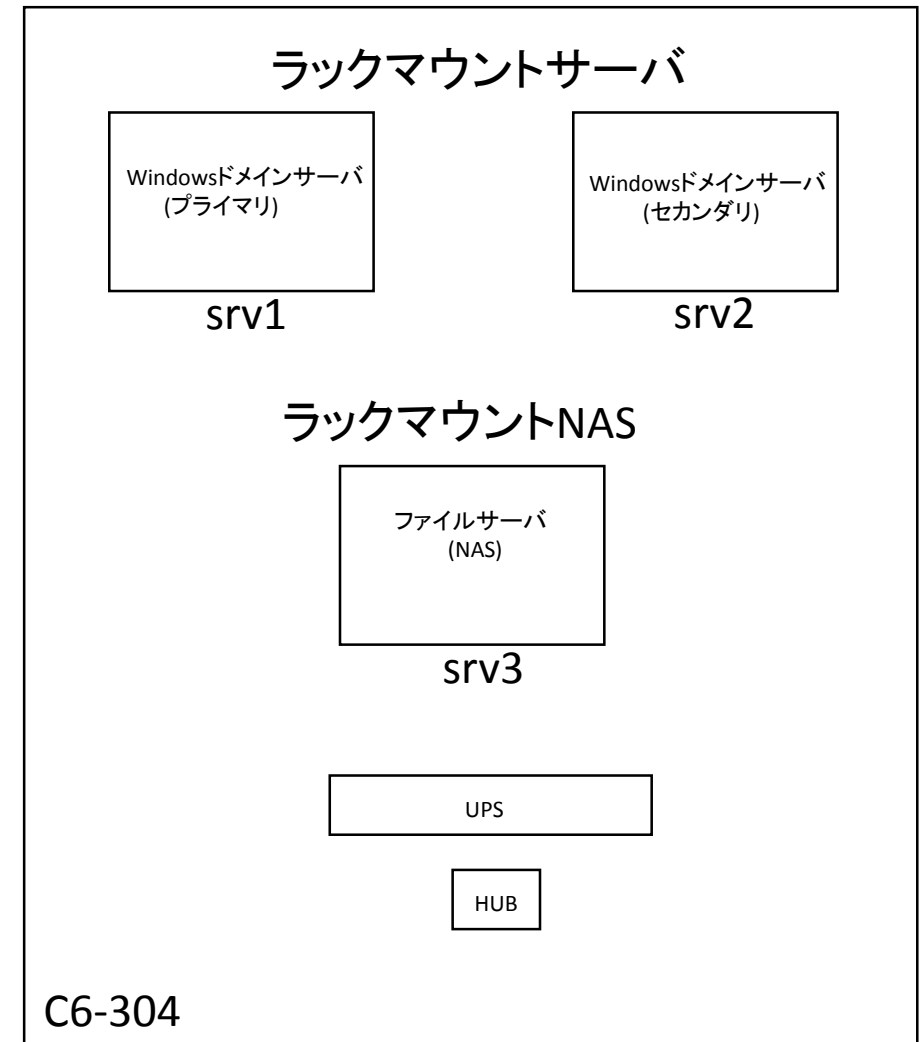 ラックマウントサーバ
Windowsドメインサーバ
(プライマリ)
srv1
Windowsドメインサーバ
(セカンダリ)
srv2
ラックマウントNAS
ファイルサーバ
(NAS)
srv3
UPS
HUB
C6-304